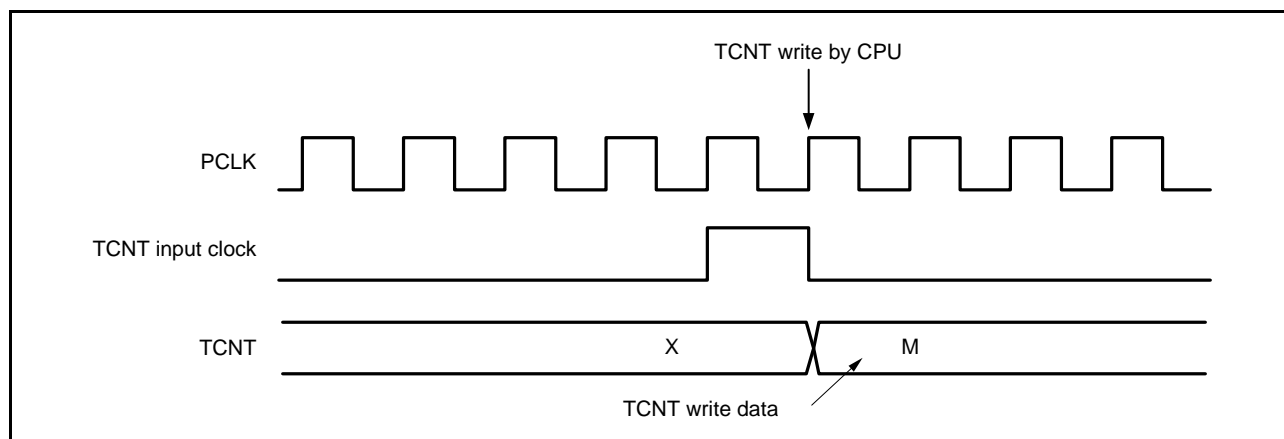 TCNT write by CPU
PCLK
TCNT input clock
TCNT
X
M
TCNT write data